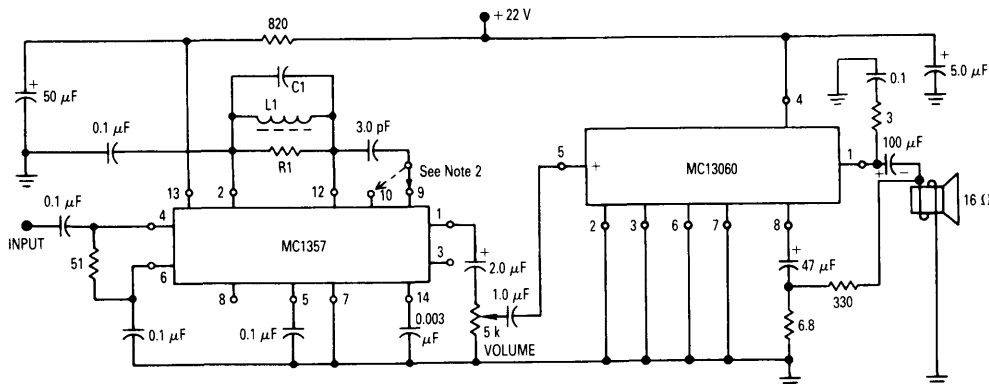 + 22 V
820
+
50 µF
C1
L1
R1
0.1 µF
3.0 pF
See Note 2
13
2
12
10
9
0.1 µF
INPUT
51
4
6
MC1357
1
3
8
5
7
14
0.1 µF
0.1 µF
0.003
µF
+
2.0 µF
5 k
VOLUME
1.0 µF
5
+
MC13060
4
1
2
3
6
7
8
+
47 µF
330
6.8
0.1
3
100 µF
+ −
+
5.0 µF
16 Ω